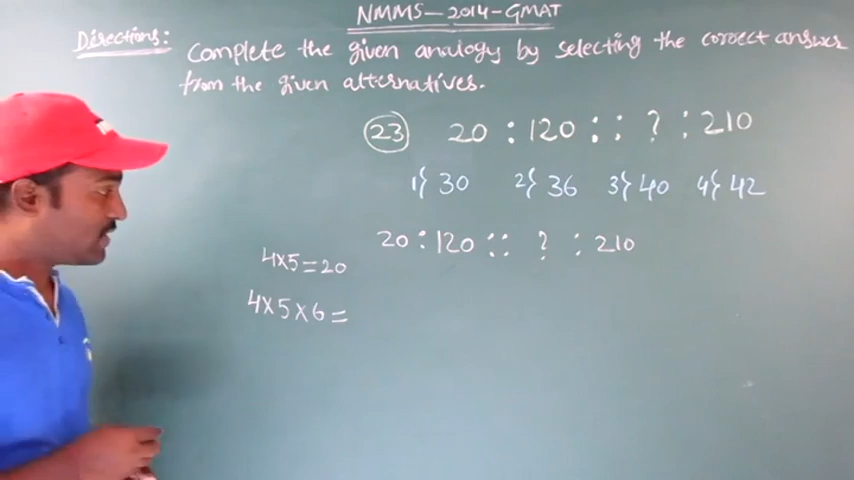 NMMS-2014-GMAT
Directions: Complete the given analogy by selecting the correct answer
from the given alternatives.
23 20 : 120 : : ? : 210
1} 30 2} 36 3} 40 4} 42
20 : 120 : : ? : 210
4x5=20
4x5x6=